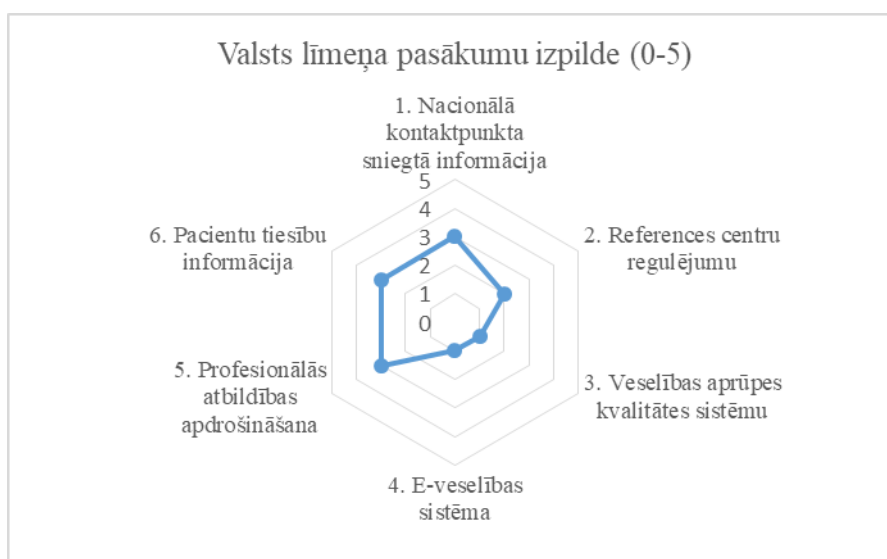 Valsts līmeņa pasākumu izpilde (0-5)
1. Nacionālā
kontaktpunkta
sniegtā informācija
5
4
3
2
1
0
2. References centru
regulējumu
3. Veselības aprūpes
kvalitātes sistēmu
4. E-veselības
sistēma
5. Profesionālās
atbildības
apdrošināšana
6. Pacientu tiesību
informācija